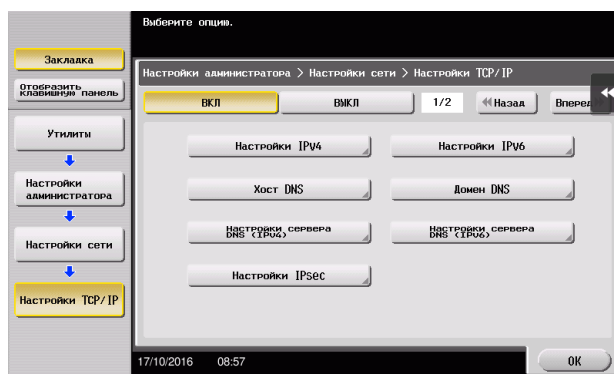 Выберите опцию.
Закладка
Отобразить
клавишную панель
Утилиты
Настройки
администратора
Настройки сети
Настройки TCP/IP
Настройки администратора > Настройки сети > Настройки TCP/IP
ВКЛ
ВЫКЛ
1/2
Назад
Вперед
Настройки IPv4
Настройки IPv6
Хост DNS
Домен DNS
Настройки сервера
DNS (IPv4)
Настройки сервера
DNS (IPv6)
Настройки IPsec
17/10/2016 08:57
OK